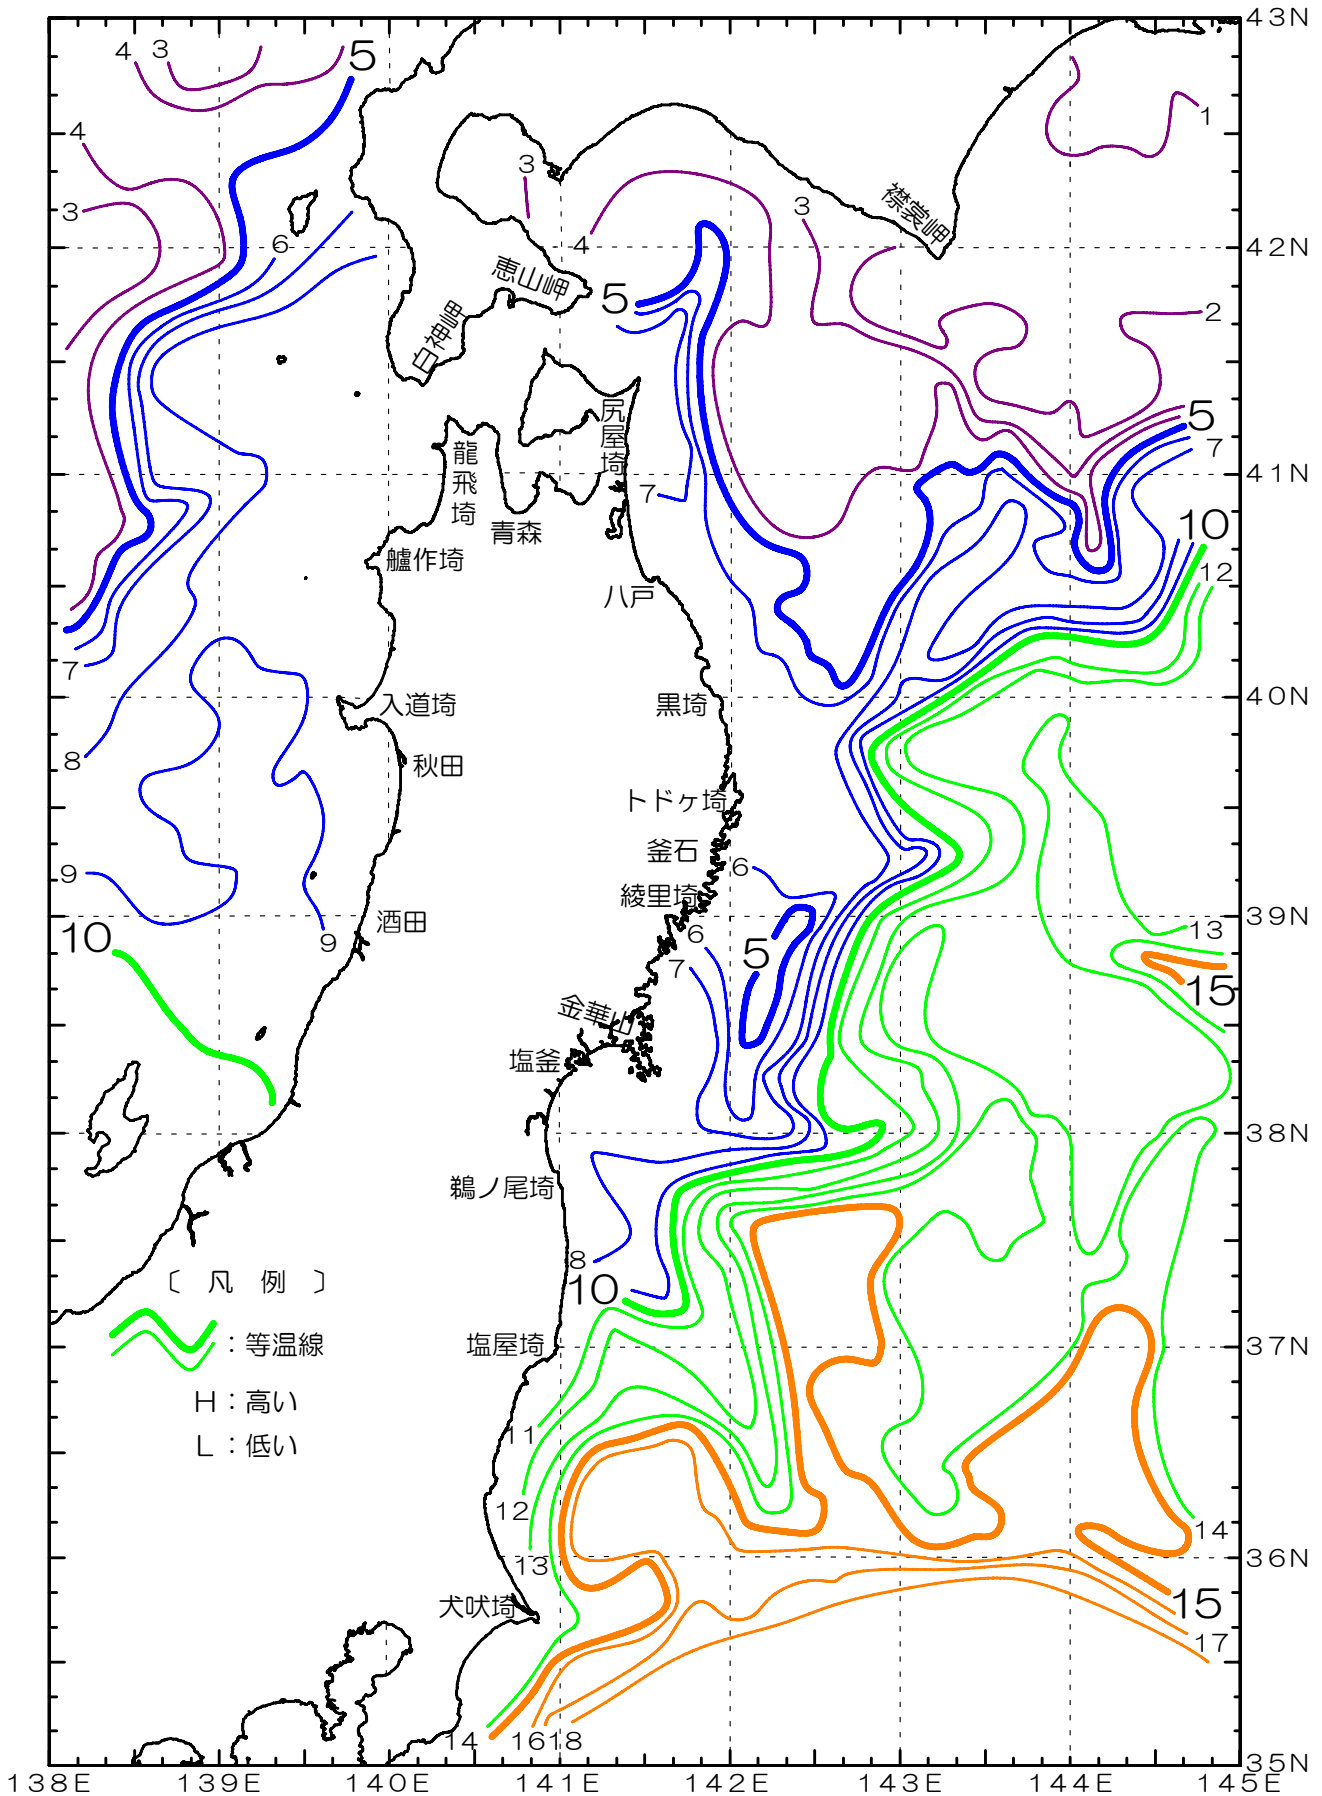 43N
4 3 5
1
4
3
3
襟裳岬
3
6
4
42N
恵山岬
5
2
白神岬
尻屋埼
5
龍飛埼
7
41N
7
青森
10
艫作埼
12
八戸
7
入道埼
黒埼
40N
8
秋田
トドヶ埼
釜石
6
9
綾里埼
酒田
39N
10
9
6
13
5
7
15
金華山
塩釜
38N
鵜ノ尾埼
8
〔 凡 例 〕
10
:等温線
塩屋埼
37N
H:高い
11
L:低い
12
14
13
36N
犬吠埼
15
17
14 16 18
35N
138E 139E 140E 141E 142E 143E 144E 145E